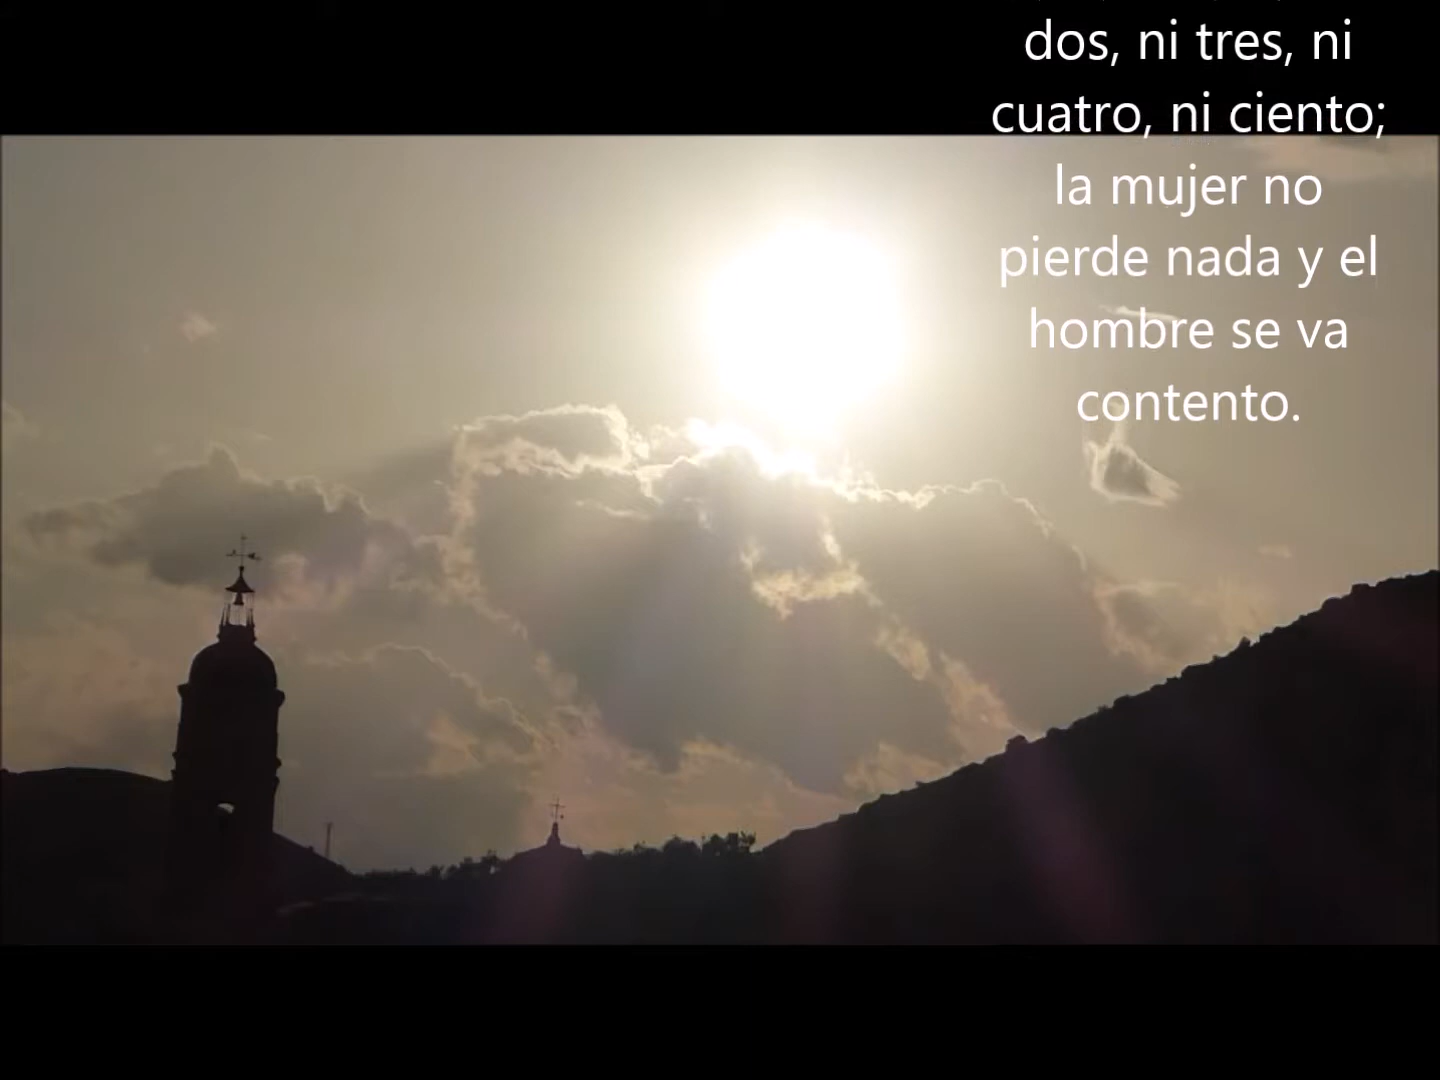 dos, ni tres, ni
cuatro, ni ciento;
la mujer no
pierde nada y el
hombre se va
contento.